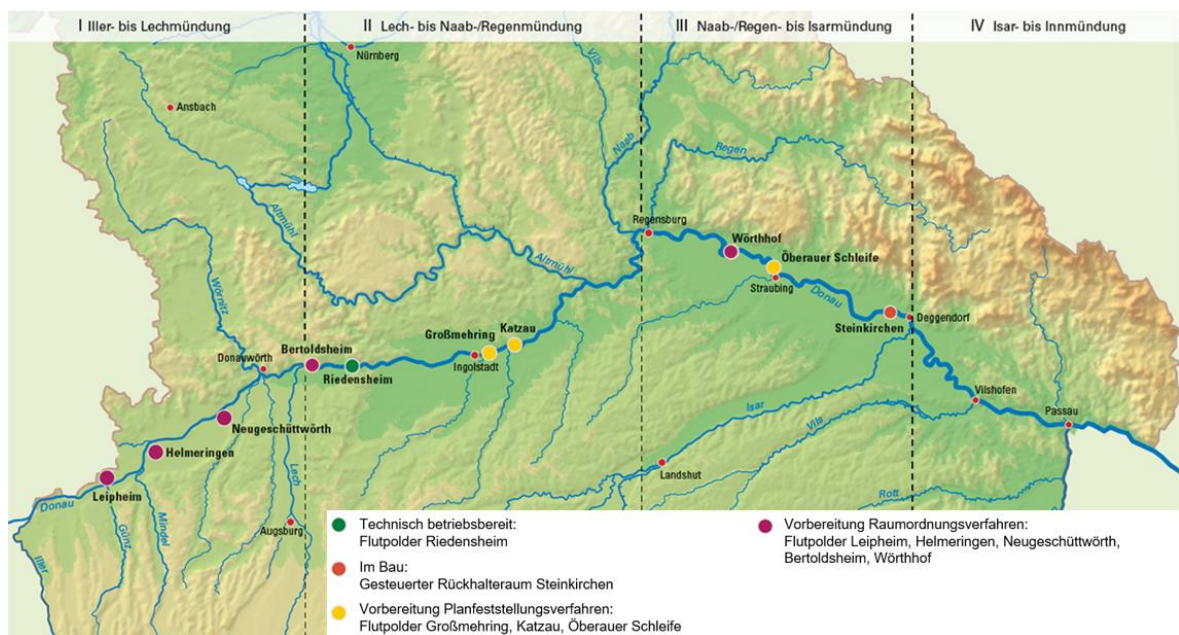 I Iller- bis Lechmündung
II Lech- bis Naab-/Regenmündung
III Naab-/Regen- bis Isarmündung
IV Isar- bis Innmündung
Nürnberg
Vils
Ansbach
Naab
Regen
Altmühl
Regensburg
Wörthhof
Öberauer Schleife
Altmühl
Straubing
Donau
Wörnitz
Großmehring
Katzau
Steinkirchen
Deggendorf
Bertoldsheim
Donauwörth
Ingolstadt
Riedensheim
Vilshofen
Isar
Vils
Passau
Neugeschüttwörth
Helmeringen
Lech
Landshut
Leipheim
Rott
Donau
Günz
Mindel
Augsburg
Iller
Technisch betriebsbereit:
Flutpolder Riedensheim
Im Bau:
Gesteuerter Rückhalteraum Steinkirchen
Vorbereitung Planfeststellungsverfahren:
Flutpolder Großmehring, Katzau, Öberauer Schleife
Vorbereitung Raumordnungsverfahren:
Flutpolder Leipheim, Helmeringen, Neugeschüttwörth,
Bertoldsheim, Wörthhof